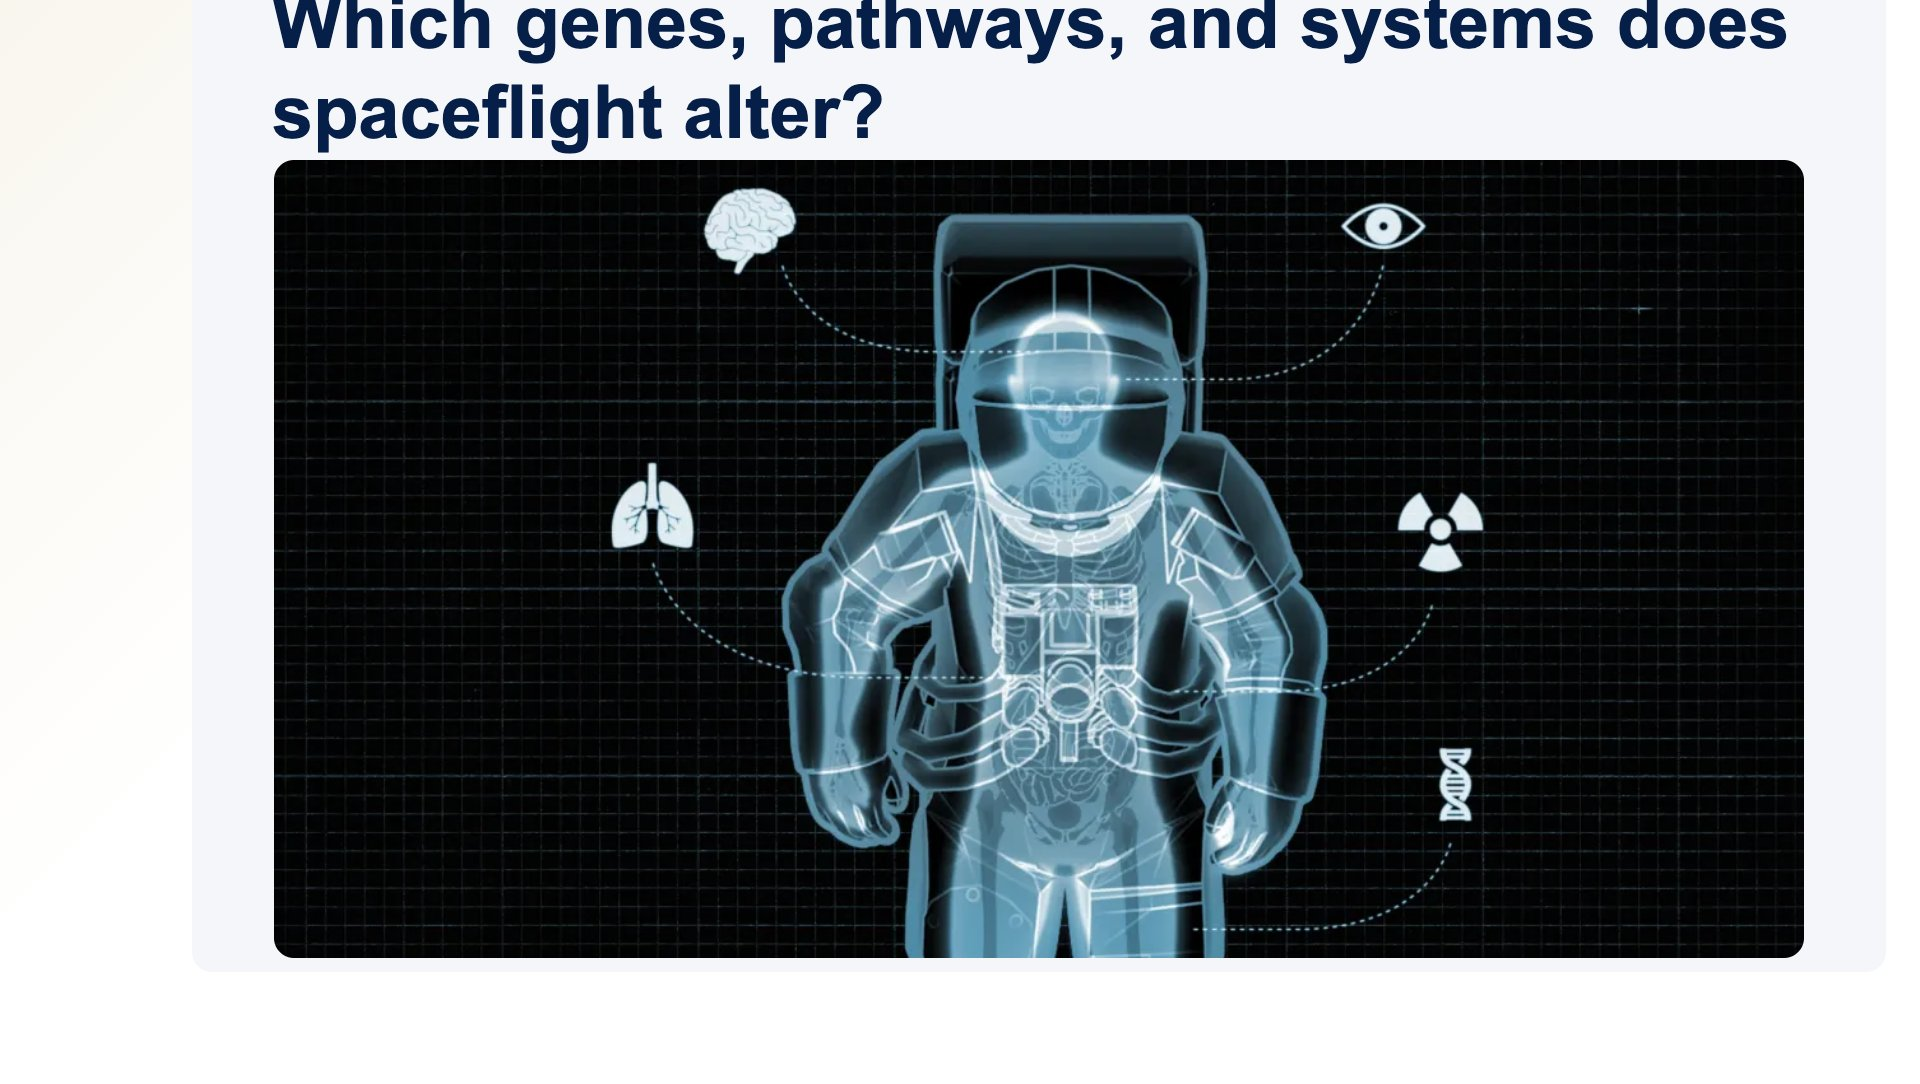 Which genes, pathways, and systems does
spaceflight alter?